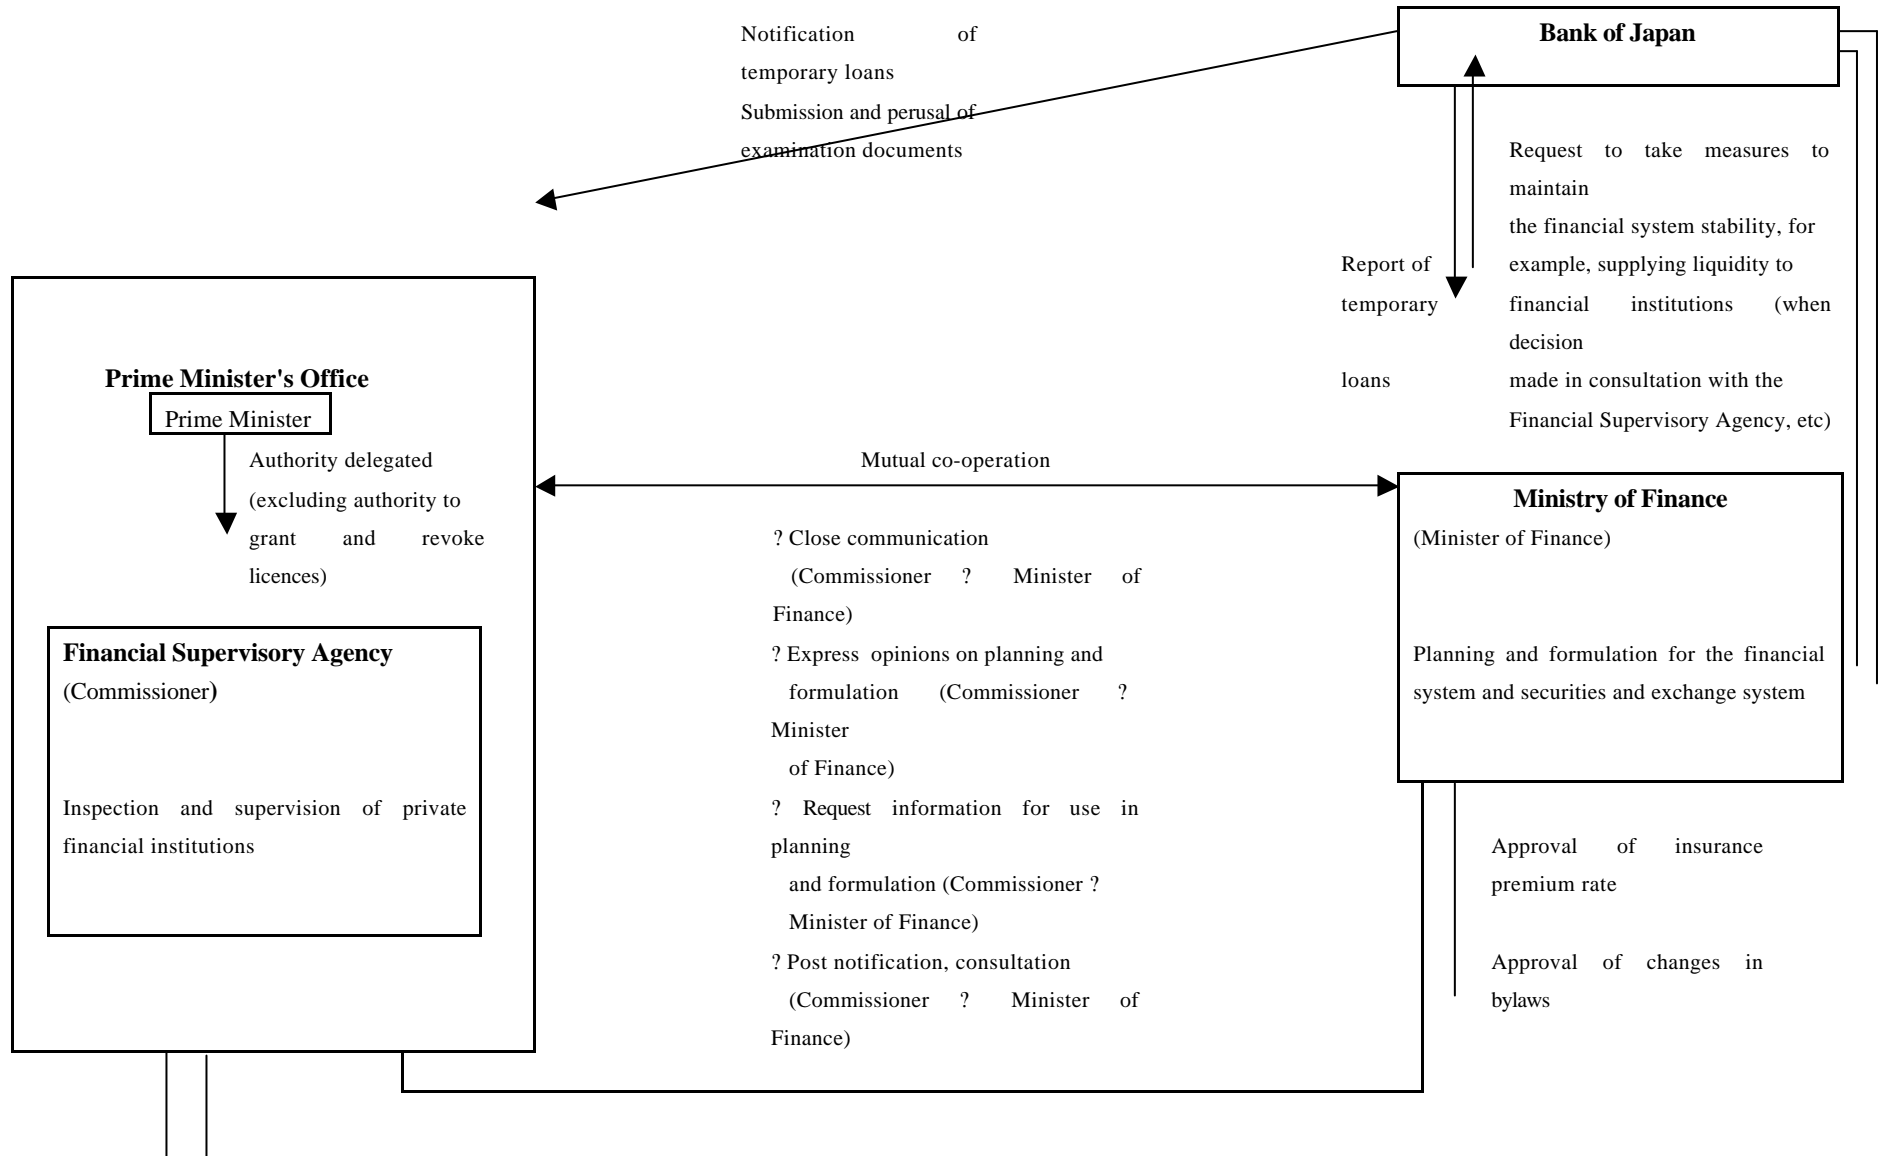 Notification of
temporary loans
Submission and perusal of
examination documents
Bank of Japan
Request to take measures to
maintain
the financial system stability, for
example, supplying liquidity to
financial institutions (when
decision
made in consultation with the
Financial Supervisory Agency, etc)
Report of
temporary
loans
Prime Minister's Office
Prime Minister
Authority delegated
(excluding authority to
grant and revoke
licences)
Financial Supervisory Agency
(Commissioner)
Inspection and supervision of private
financial institutions
Mutual co-operation
? Close communication
(Commissioner ? Minister of
Finance)
? Express opinions on planning and
formulation (Commissioner ?
Minister
of Finance)
? Request information for use in
planning
and formulation (Commissioner ?
Minister of Finance)
? Post notification, consultation
(Commissioner ? Minister of
Finance)
Ministry of Finance
(Minister of Finance)
Planning and formulation for the financial
system and securities and exchange system
Approval of insurance
premium rate
Approval of changes in
bylaws